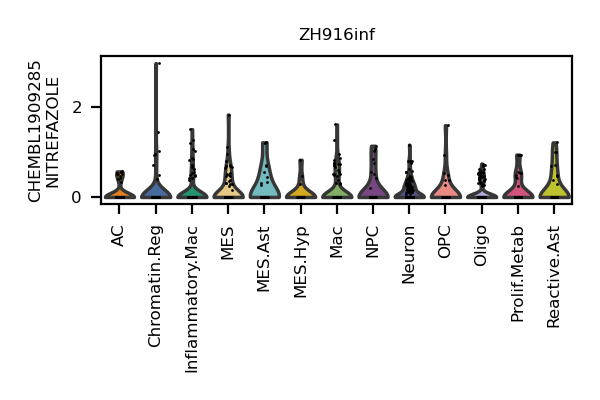 ZH916inf
CHEMBL1909285
NITREFAZOLE
2
0
AC
Chromatin.Reg
Inflammatory.Mac
MES
MES.Ast
MES.Hyp
Mac
NPC
Neuron
OPC
Oligo
Prolif.Metab
Reactive.Ast